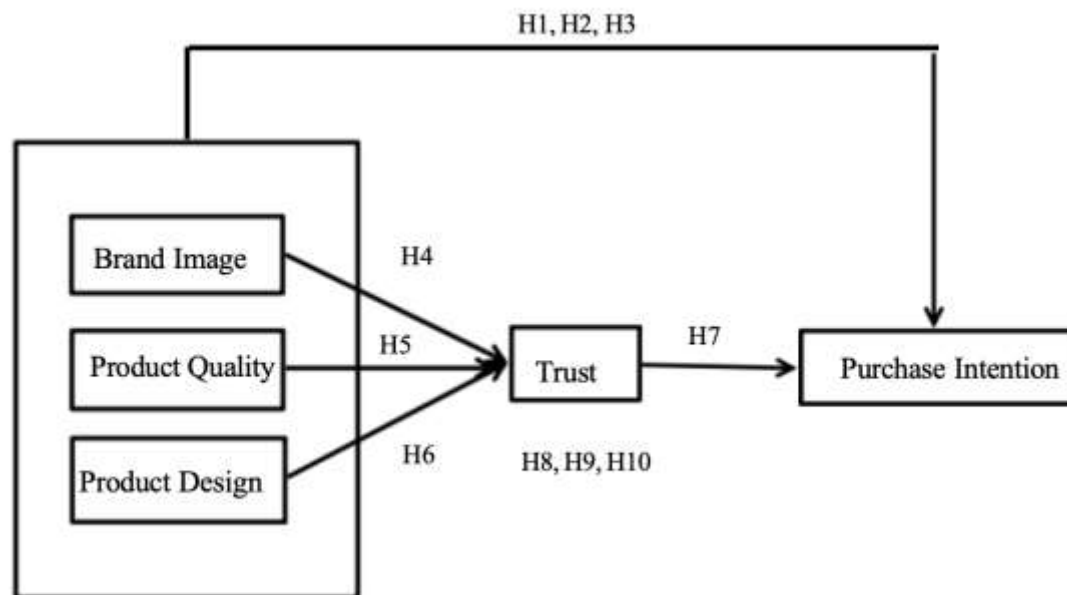 H1, H2, H3
Brand Image
H4
Product Quality
H5
Trust
H7
Purchase Intention
Product Design
H6
H8, H9, H10